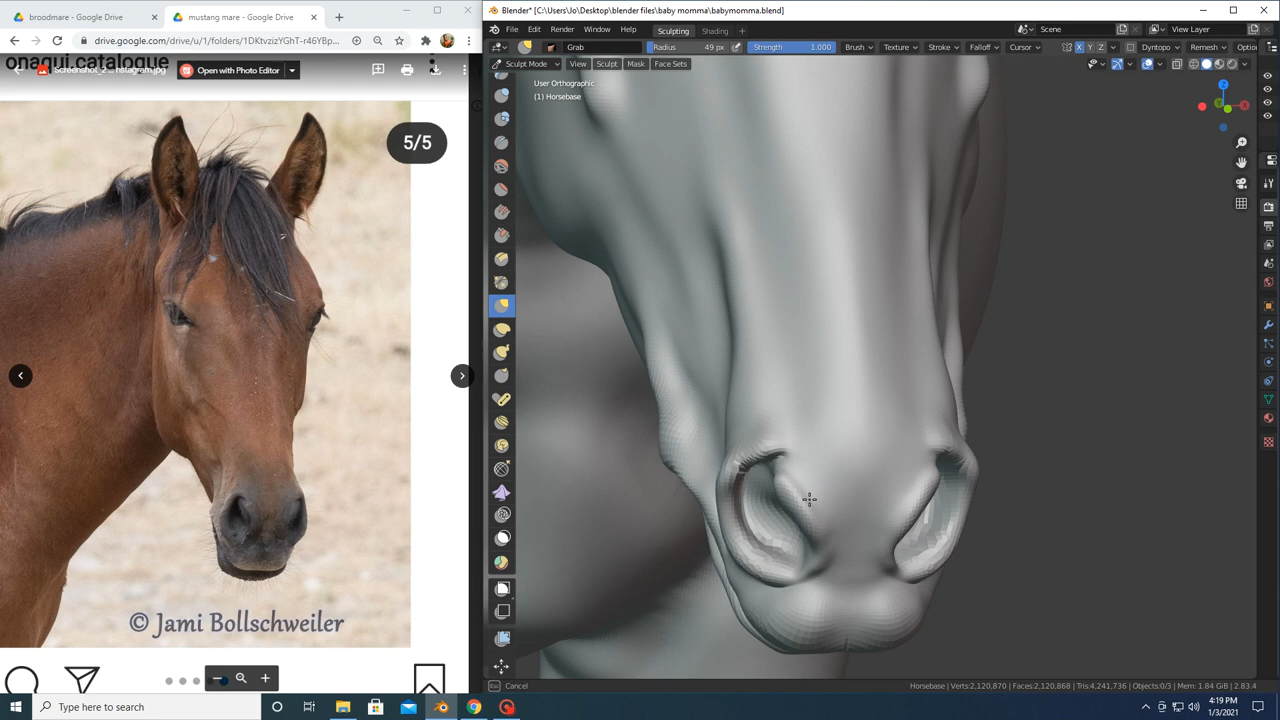 broodmare - Google Drive
mustang mare - Google Drive
drive.google.com/drive/u/1/folders/1DKtvzizYGhT-r46YBp...
onaqui.catalogue
Open with Photo Editor
5/5
© Jami Bollschweiler
Blender* [C:\Users\Jo\Desktop\blender files\baby momma\babymomma.blend]
File Edit Render Window Help Sculpting Shading Scene View Layer
Grab Radius 49 px Strength 1.000 Brush Texture Stroke Falloff Cursor X Y Z Dyntopo Remesh Optio
Sculpt Mode View Sculpt Mask Face Sets
User Orthographic
(1) Horsebase
Cancel
Horsebase | Verts:2,120,870 | Faces:2,120,868 | Tris:4,241,736 | Objects:0/3 | Mem: 1.84 GiB | 2.83.4
Type here to search
4:19 PM
1/3/2021